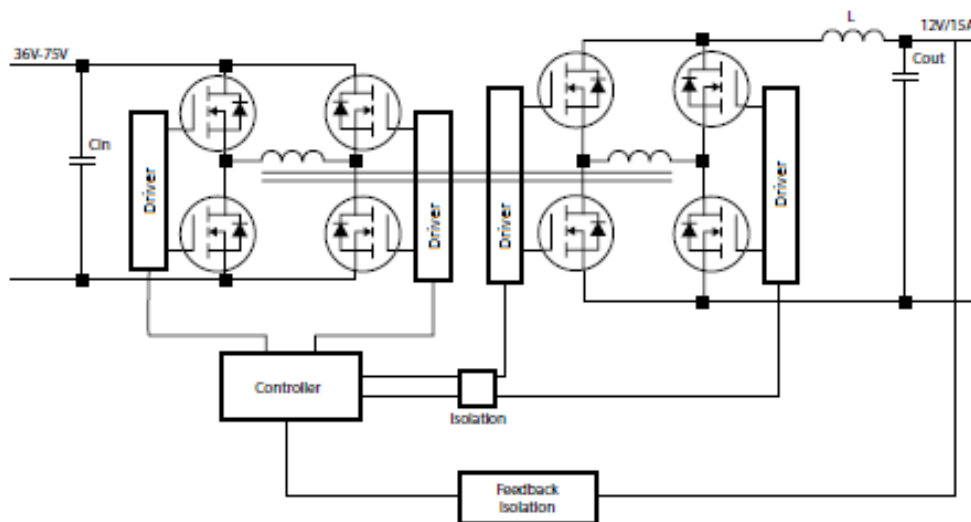 L
12V/15A
36V-75V
Cout
Cin
Driver
Driver
Driver
Driver
Controller
Isolation
Feedback
Isolation